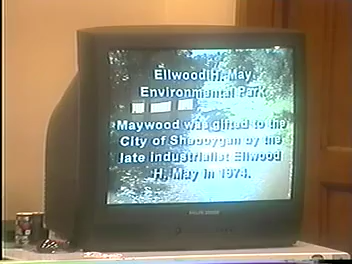 Ellwood H. May
Environmental Park
Maywood was gifted to the
City of Sheboygan by the
late industrialist Ellwood
H. May in 1974.